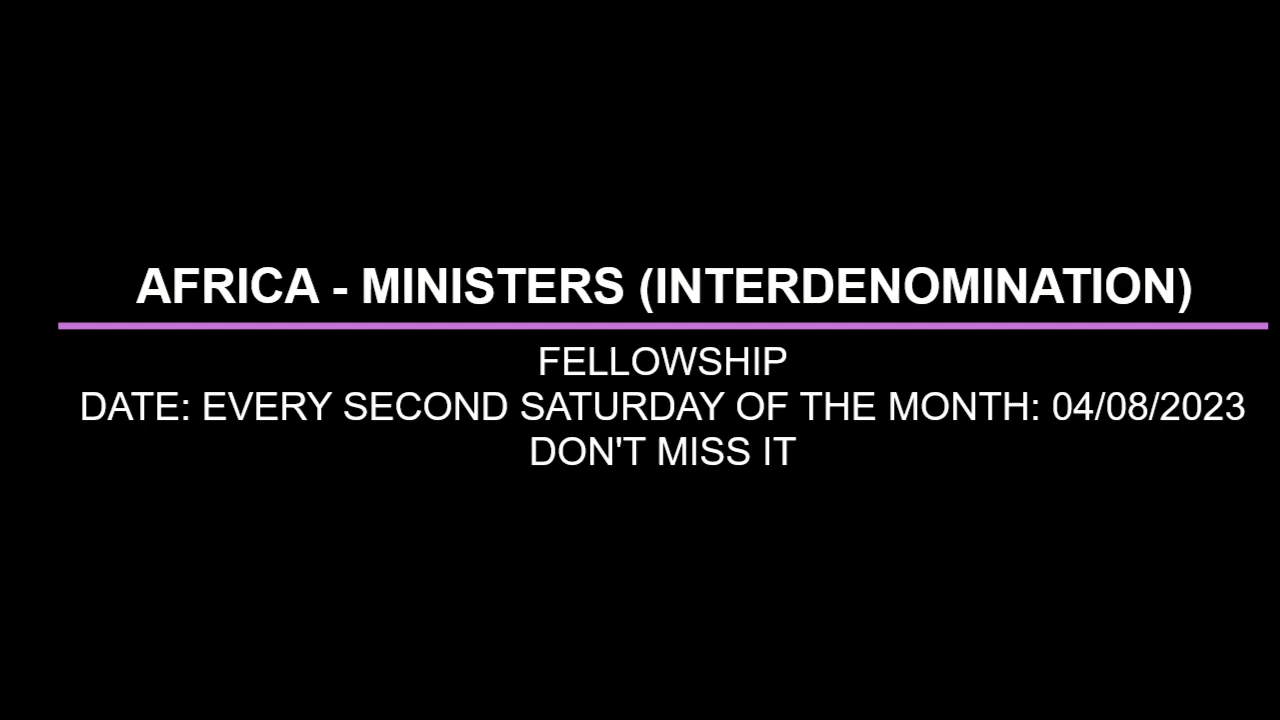 AFRICA - MINISTERS (INTERDENOMINATION)
FELLOWSHIP
DATE: EVERY SECOND SATURDAY OF THE MONTH: 04/08/2023
DON'T MISS IT